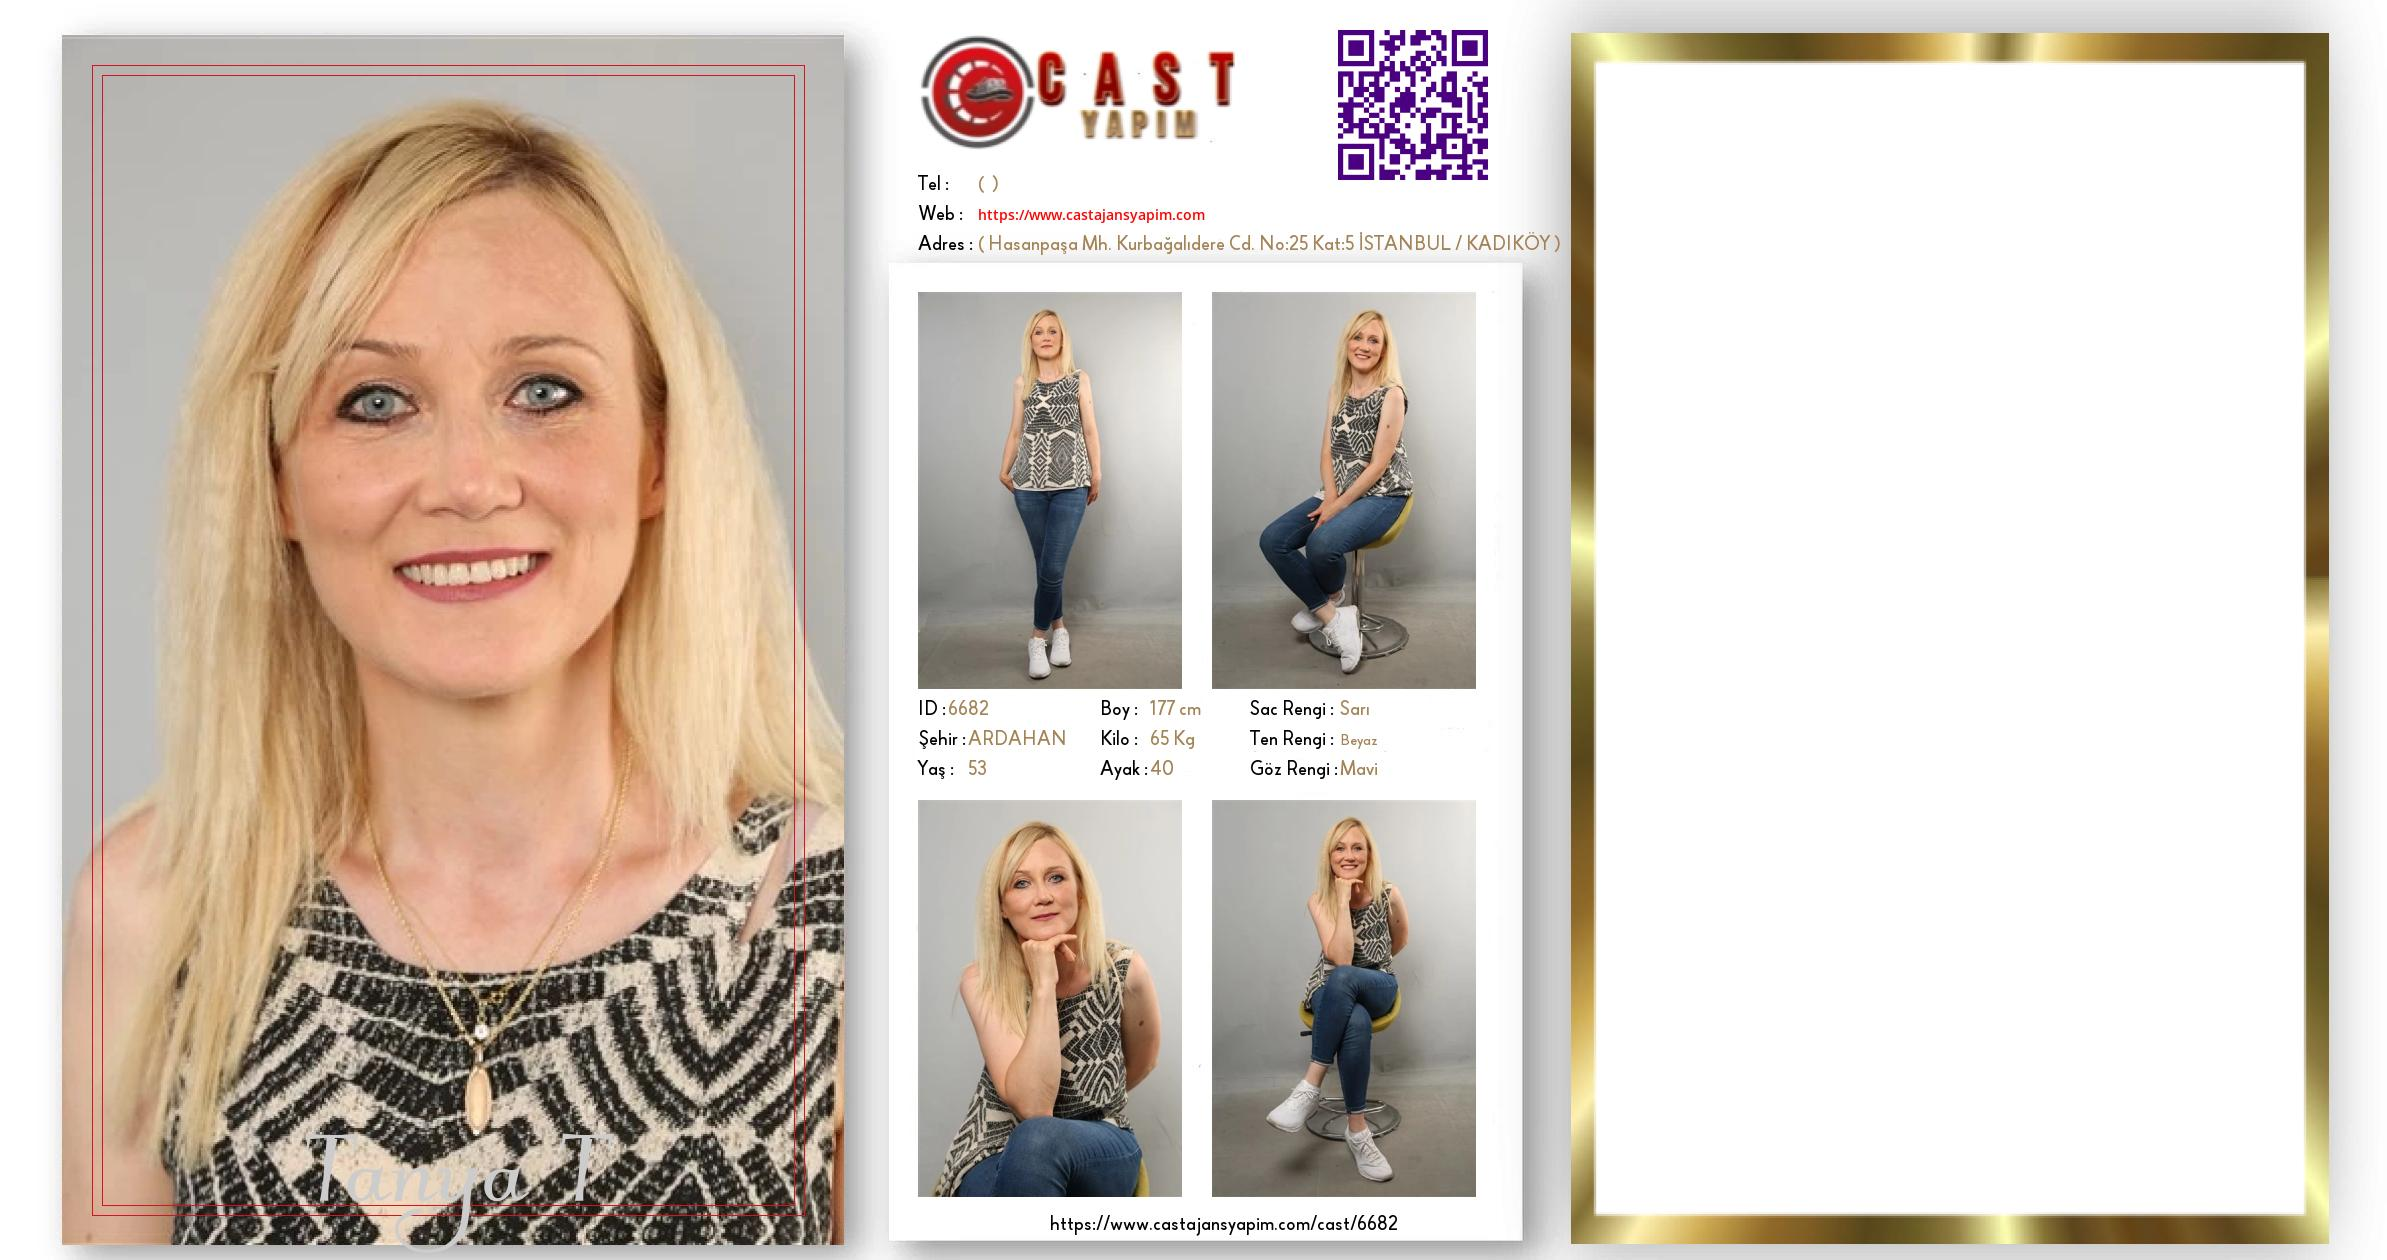 Tanya T
CAST
YAPIM
Tel : ( )
Web : https://www.castajansyapim.com
Adres : ( Hasanpaşa Mh. Kurbağalıdere Cd. No:25 Kat:5 İSTANBUL / KADIKÖY )
ID : 6682 Boy : 177 cm Sac Rengi : Sarı
Şehir : ARDAHAN Kilo : 65 Kg Ten Rengi : Beyaz
Yaş : 53 Ayak : 40 Göz Rengi : Mavi
https://www.castajansyapim.com/cast/6682